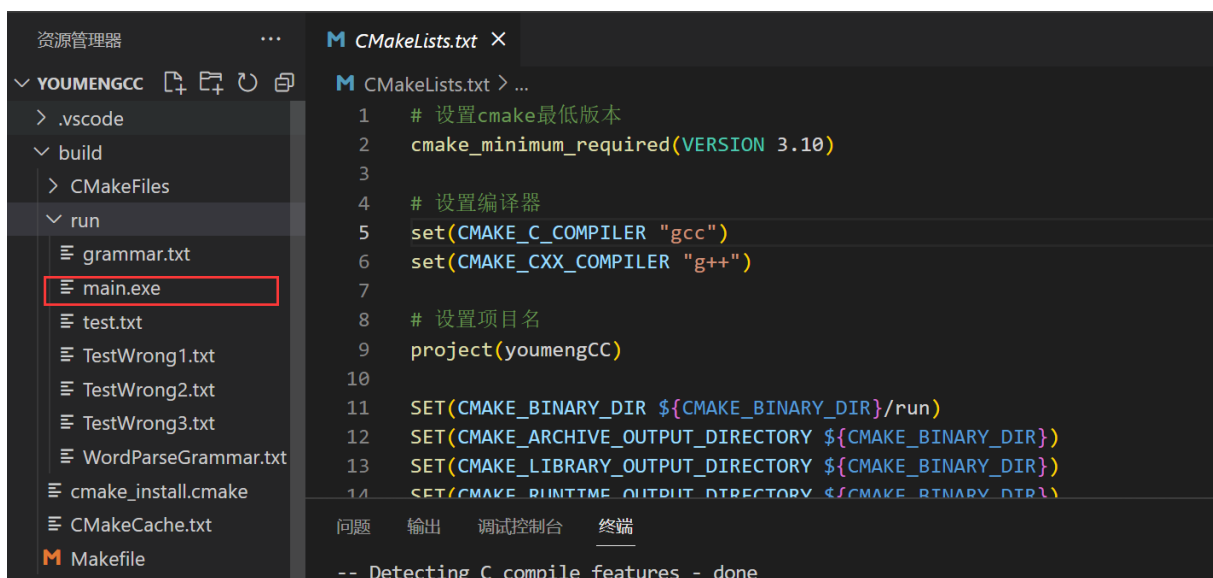 资源管理器 ···
YOUMENGCC
.vscode
build
CMakeFiles
run
grammar.txt
main.exe
test.txt
TestWrong1.txt
TestWrong2.txt
TestWrong3.txt
WordParseGrammar.txt
cmake_install.cmake
CMakeCache.txt
Makefile
CMakeLists.txt
CMakeLists.txt > ...
1 # 设置cmake最低版本
2 cmake_minimum_required(VERSION 3.10)
3
4 # 设置编译器
5 set(CMAKE_C_COMPILER "gcc")
6 set(CMAKE_CXX_COMPILER "g++")
7
8 # 设置项目名
9 project(youmengCC)
10
11 SET(CMAKE_BINARY_DIR ${CMAKE_BINARY_DIR}/run)
12 SET(CMAKE_ARCHIVE_OUTPUT_DIRECTORY ${CMAKE_BINARY_DIR})
13 SET(CMAKE_LIBRARY_OUTPUT_DIRECTORY ${CMAKE_BINARY_DIR})
14 SET(CMAKE_RUNTIME_OUTPUT_DIRECTORY ${CMAKE_BINARY_DIR})
问题 输出 调试控制台 终端
-- Detecting C compile features - done